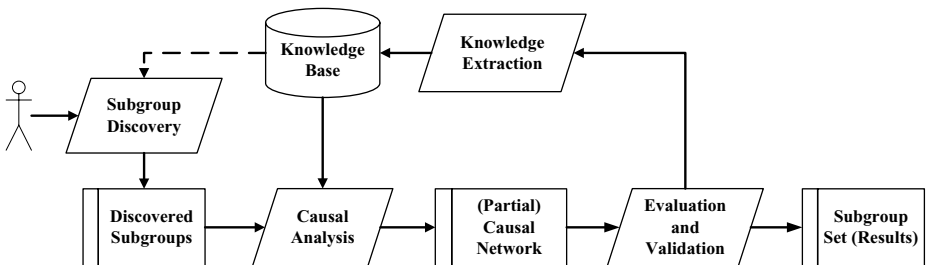 Knowledge
Base
Knowledge
Extraction
Subgroup
Discovery
Discovered
Subgroups
Causal
Analysis
(Partial)
Causal
Network
Evaluation
and
Validation
Subgroup
Set (Results)